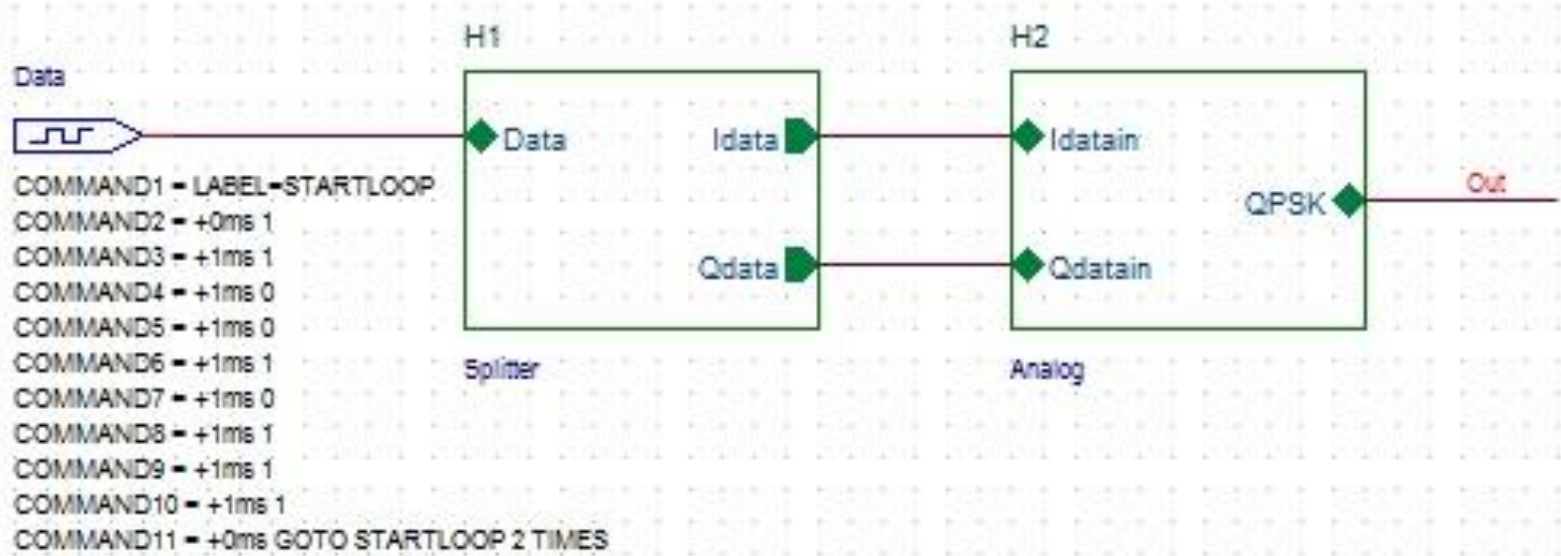 H1
H2
Data
Data
Idata
Idatain
QPSK
Out
Qdata
Qdatain
COMMAND1 = LABEL=STARTLOOP
COMMAND2 = +0ms 1
COMMAND3 = +1ms 1
COMMAND4 = +1ms 0
COMMAND5 = +1ms 0
COMMAND6 = +1ms 1
COMMAND7 = +1ms 0
COMMAND8 = +1ms 1
COMMAND9 = +1ms 1
COMMAND10 = +1ms 1
COMMAND11 = +0ms GOTO STARTLOOP 2 TIMES
Splitter
Analog